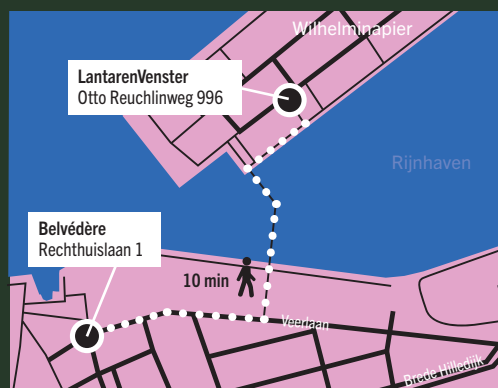 Wilhelminapier
LantarenVenster
Otto Reuchlinweg 996
Rijnhaven
Belvédère
Rechthuislaan 1
10 min
Veerlaan
Brede Hilledijk